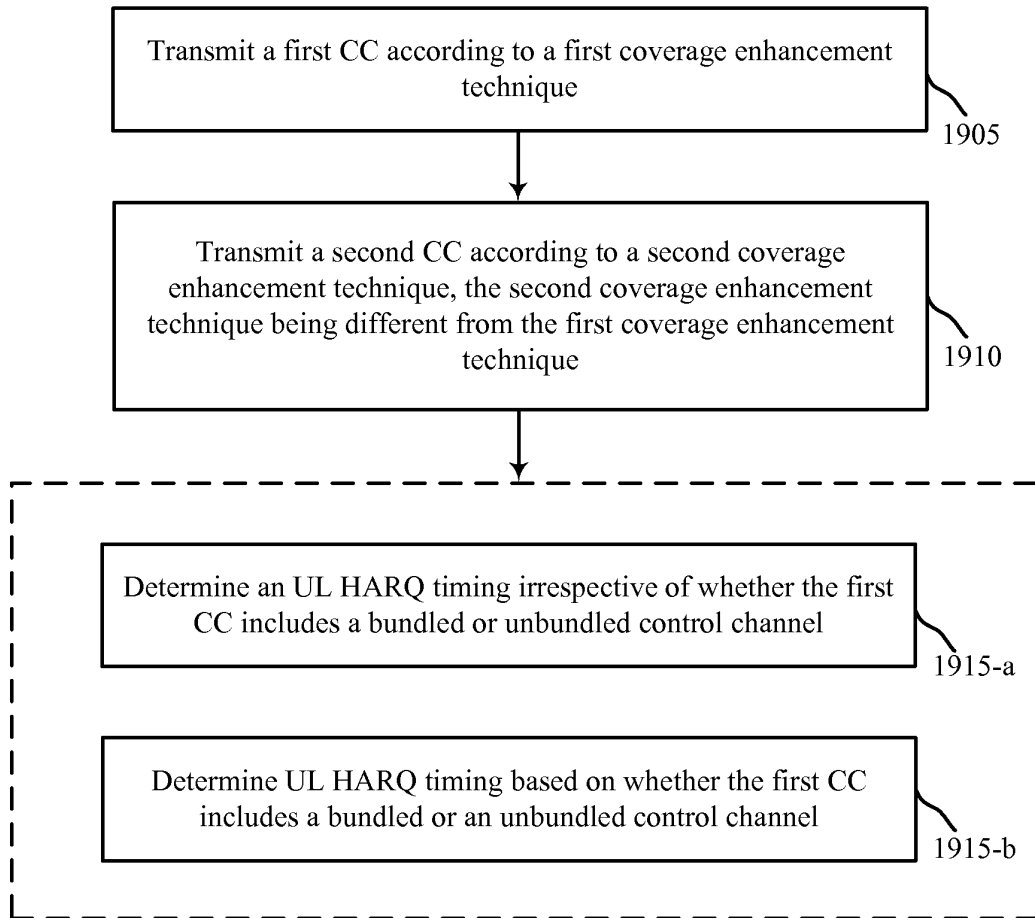 Transmit a first CC according to a first coverage enhancement
technique
1905
Transmit a second CC according to a second coverage
enhancement technique, the second coverage enhancement
technique being different from the first coverage enhancement
technique
1910
Determine an UL HARQ timing irrespective of whether the first
CC includes a bundled or unbundled control channel
1915-a
Determine UL HARQ timing based on whether the first CC
includes a bundled or an unbundled control channel
1915-b